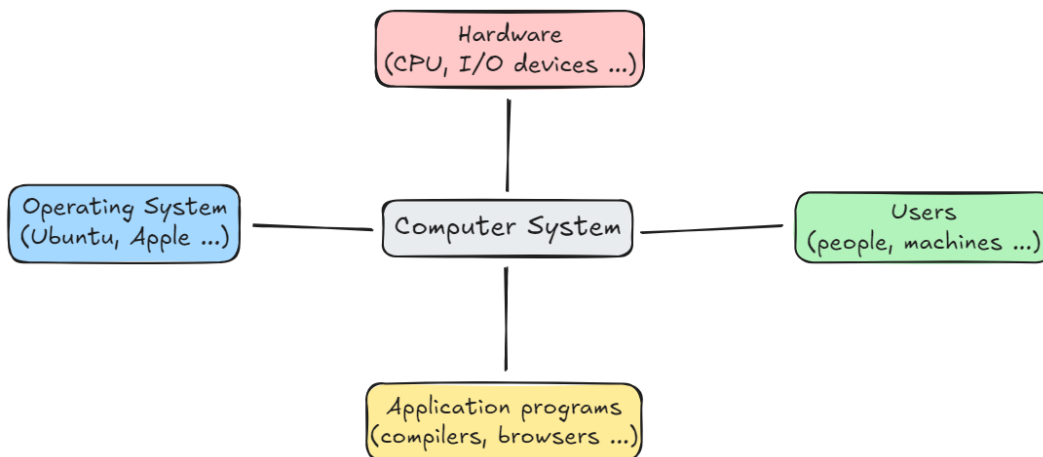 Hardware
(CPU, I/O devices ...)
Operating System
(Ubuntu, Apple ...)
Computer System
Users
(people, machines ...)
Application programs
(compilers, browsers ...)